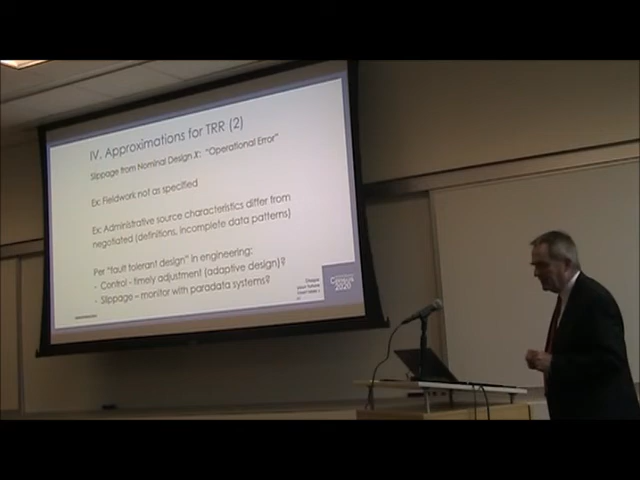 IV. Approximations for TRR (2)
Slippage from Nominal Design X: "Operational Error"
Ex: Fieldwork not as specified
Ex: Administrative source characteristics differ from
negotiated (definitions, incomplete data patterns)
Per "fault tolerant design" in engineering:
- Control - timely adjustment (adaptive design)?
- Slippage – monitor with paradata systems?
Census
2020